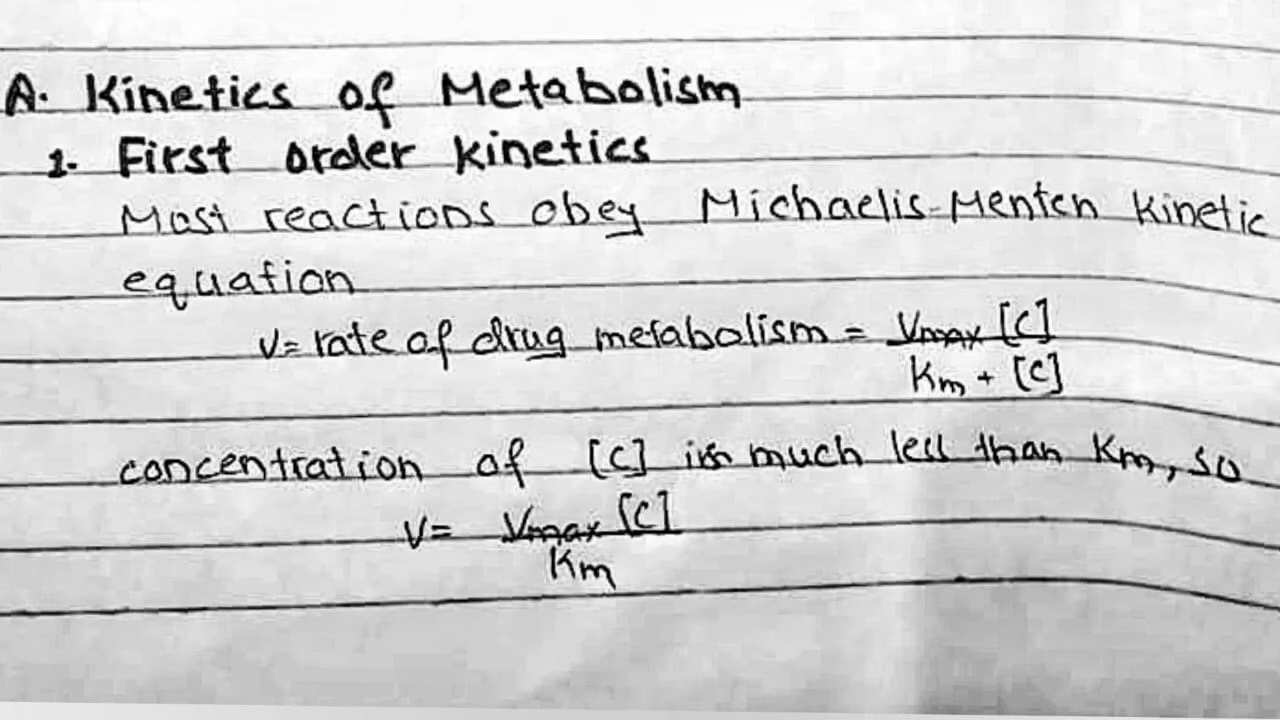 A. Kinetics of Metabolism
1. First order kinetics
Most reactions obey Michaelis-Menten Kinetic
equation
V= rate of drug metabolism = Vmax [C]
Km + [C]
concentration of [C] is much less than Km, so
V= Vmax [C]
Km